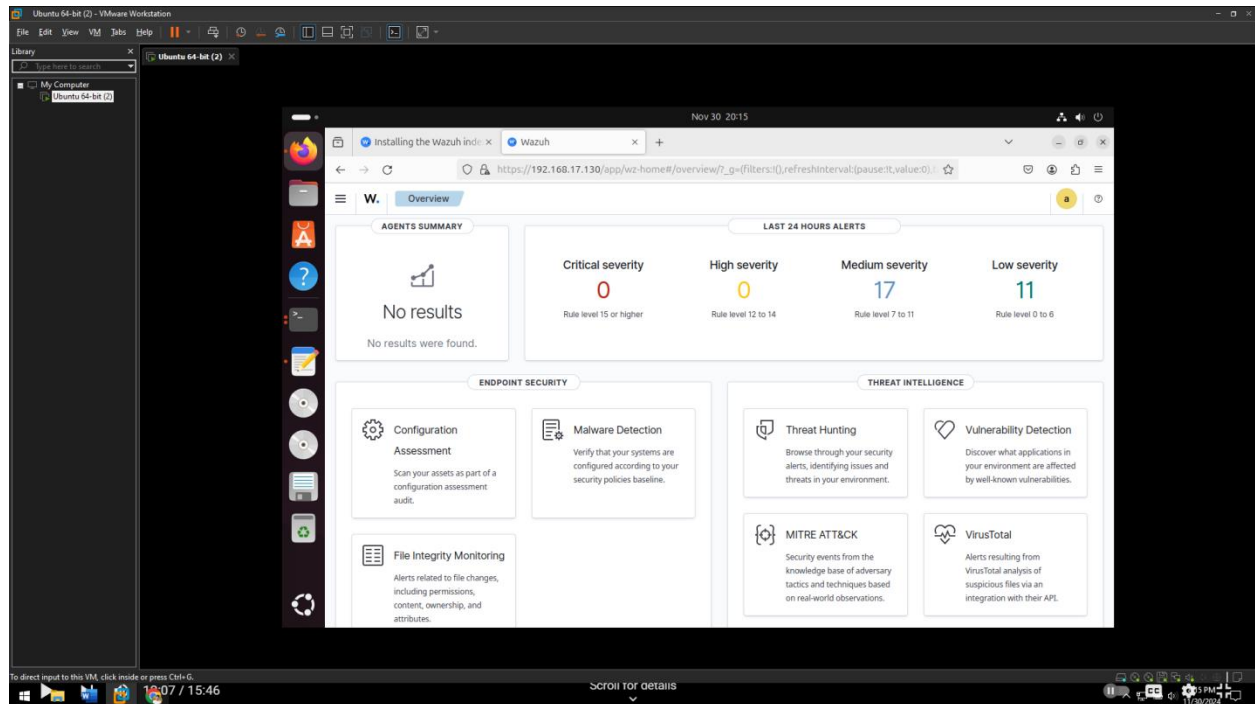 Ubuntu 64-bit (2) - VMware Workstation
File Edit View VM Tabs Help
Library
Type here to search
My Computer
Ubuntu 64-bit (2)
Ubuntu 64-bit (2)
Nov 30 20:15
Installing the Wazuh inde
Wazuh
https://192.168.17.130/app/wz-home#/overview/?_g=(filters:!(),refreshInterval:(pause:!t,value:0),
W. Overview
a
AGENTS SUMMARY
No results
No results were found.
LAST 24 HOURS ALERTS
Critical severity
0
Rule level 15 or higher
High severity
0
Rule level 12 to 14
Medium severity
17
Rule level 7 to 11
Low severity
11
Rule level 0 to 6
ENDPOINT SECURITY
Configuration
Assessment
Scan your assets as part of a
configuration assessment
audit.
Malware Detection
Verify that your systems are
configured according to your
security policies baseline.
File Integrity Monitoring
Alerts related to file changes,
including permissions,
content, ownership, and
attributes.
THREAT INTELLIGENCE
Threat Hunting
Browse through your security
alerts, identifying issues and
threats in your environment.
Vulnerability Detection
Discover what applications in
your environment are affected
by well-known vulnerabilities.
MITRE ATT&CK
Security events from the
knowledge base of adversary
tactics and techniques based
on real-world observations.
VirusTotal
Alerts resulting from
VirusTotal analysis of
suspicious files via an
integration with their API.
To direct input to this VM, click inside or press Ctrl+G.
/ 15:46
Scroll for details
CC
PM
11/30/2024